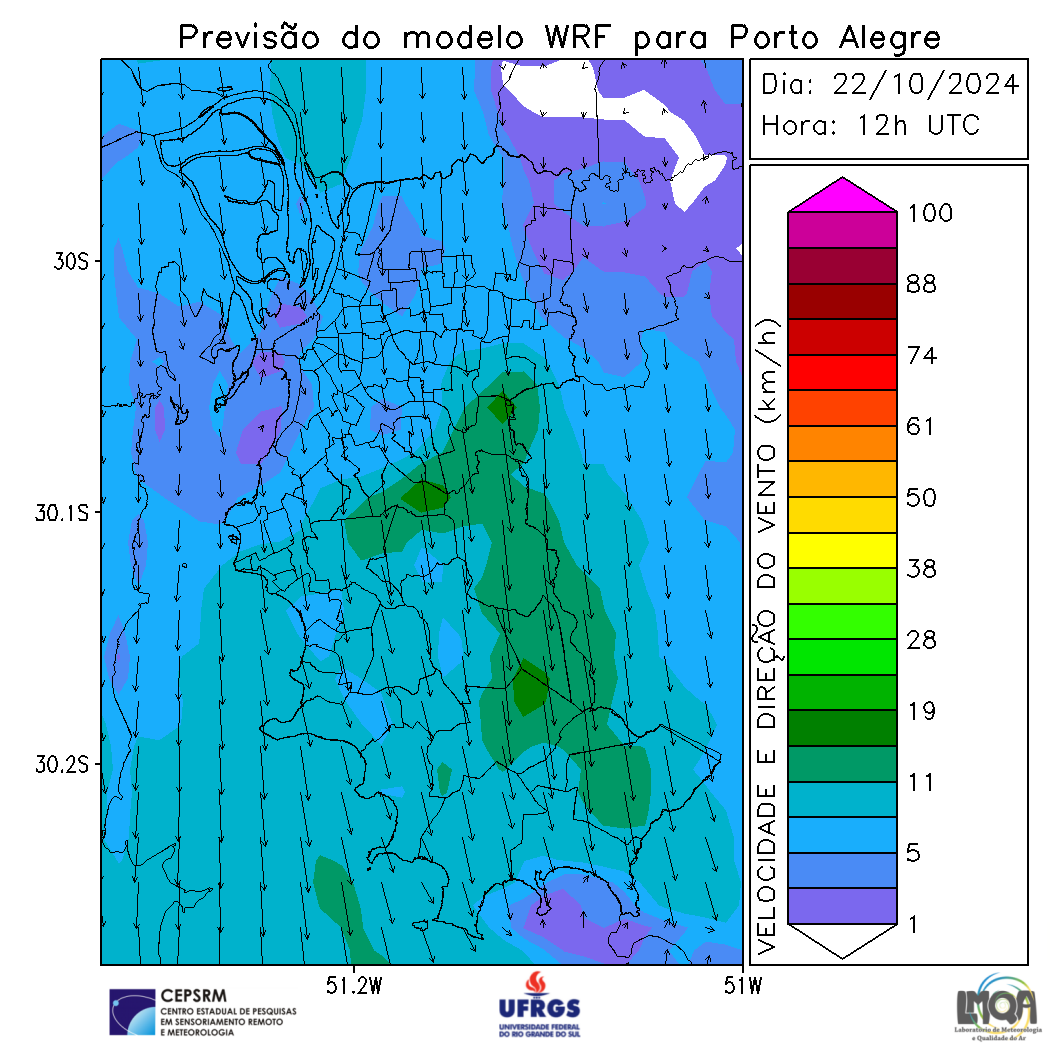 Previsão do modelo WRF para Porto Alegre
Dia: 22/10/2024
Hora: 12h UTC
30S
30.1S
30.2S
51.2W
51W
VELOCIDADE E DIREÇÃO DO VENTO (km/h)
100
88
74
61
50
38
28
19
11
5
1
CEPSRM
CENTRO ESTADUAL DE PESQUISAS
EM SENSORIAMENTO REMOTO
E METEOROLOGIA
UFRGS
UNIVERSIDADE FEDERAL
DO RIO GRANDE DO SUL
LMQA
Laboratório de Meteorologia
e Qualidade do Ar